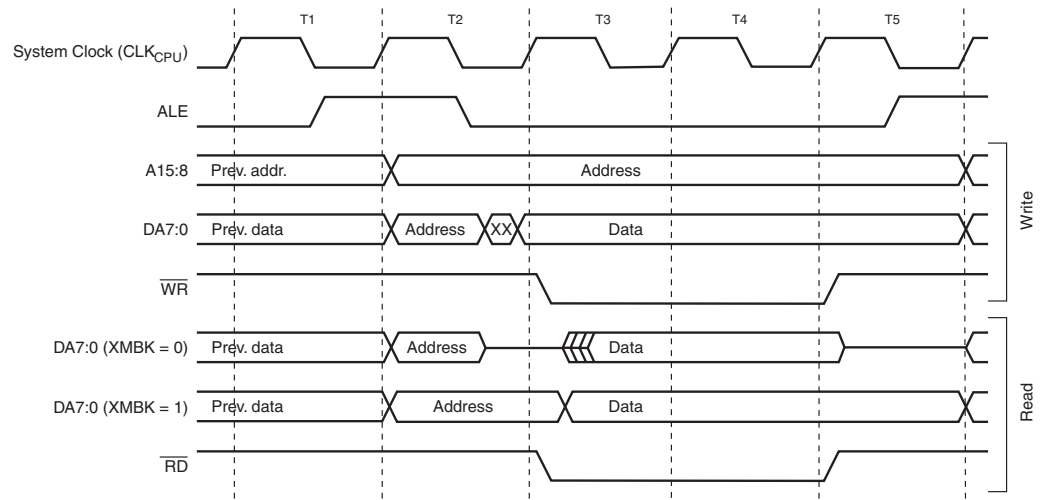 T1 T2 T3 T4 T5
System Clock (CLKCPU)
ALE
A15:8 Prev. addr. Address
DA7:0 Prev. data Address XX Data
WR
Write
DA7:0 (XMBK = 0) Prev. data Address Data
DA7:0 (XMBK = 1) Prev. data Address Data
RD
Read